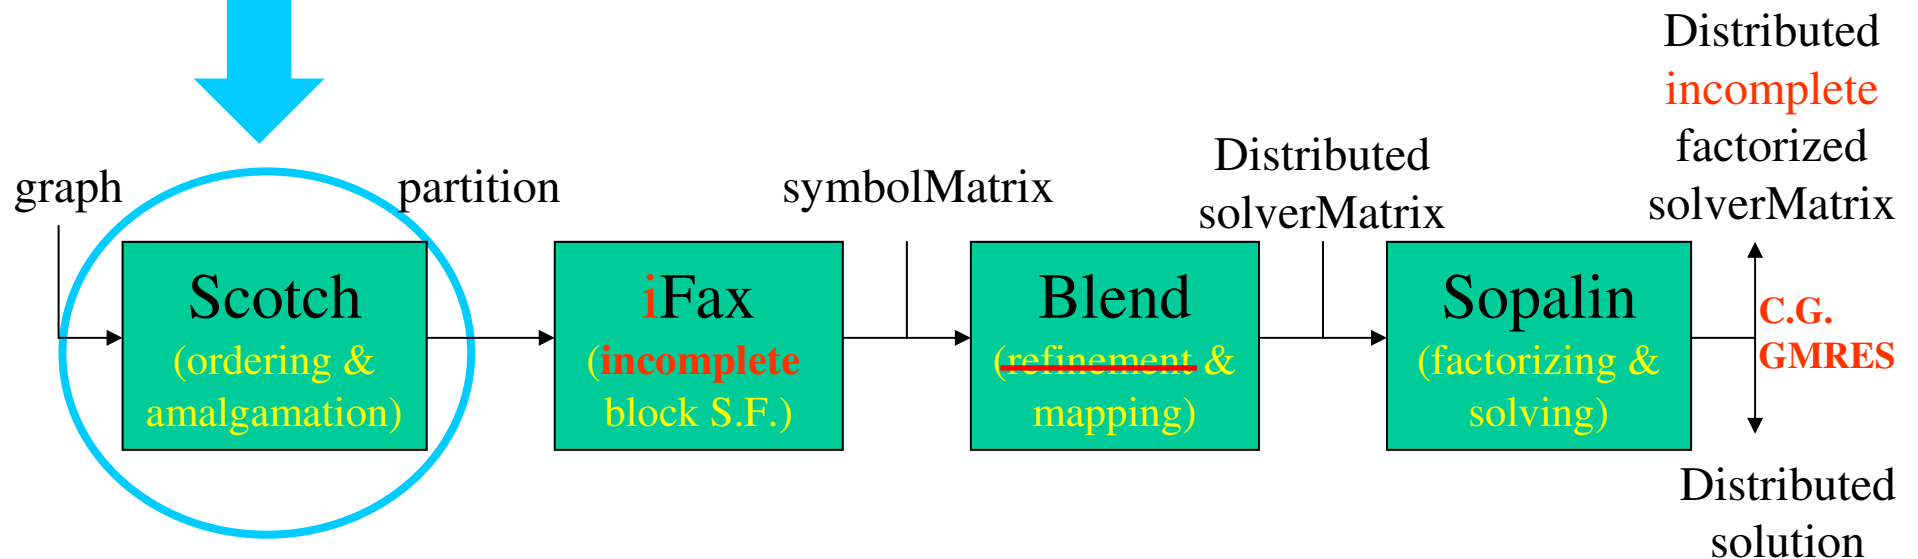 graph
Scotch
(ordering &
amalgamation)
partition
iFax
(incomplete
block S.F.)
symbolMatrix
Blend
(refinement &
mapping)
Distributed
solverMatrix
Sopalin
(factorizing &
solving)
Distributed
incomplete
factorized
solverMatrix
C.G.
GMRES
Distributed
solution